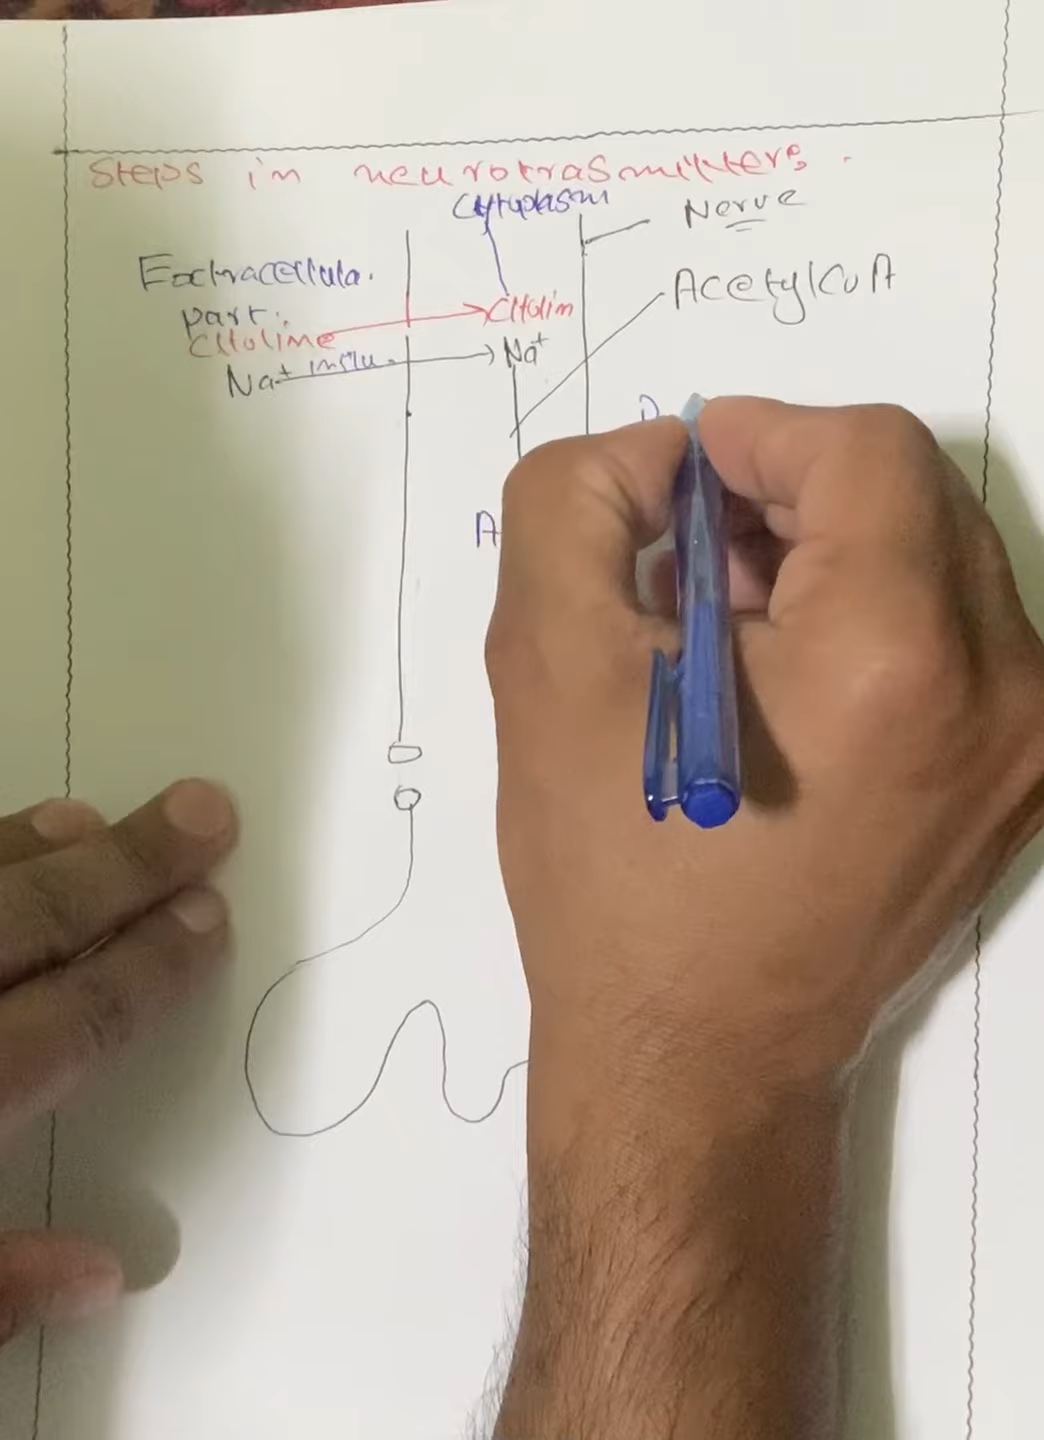 Steps in neurotrasmitters.
Cytoplasm
Nerve
Extracellula.
part.
AcetylCoA
Choline
Cholin
Na+ influ.
Na+
A